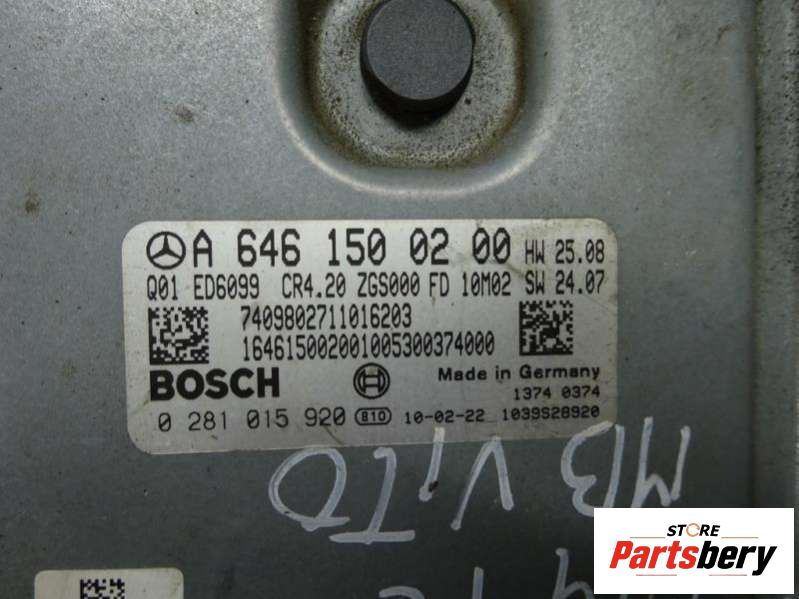 A 646 150 02 00 HW 25.08
Q01 ED6099 CR4.20 ZGS000 FD 10M02 SW 24.07
7409802711016203
164615002001005300374000
BOSCH Made in Germany
1374 0374
0 281 015 920 810 10-02-22 1039S28920
MB VITO
STORE
Partsbery